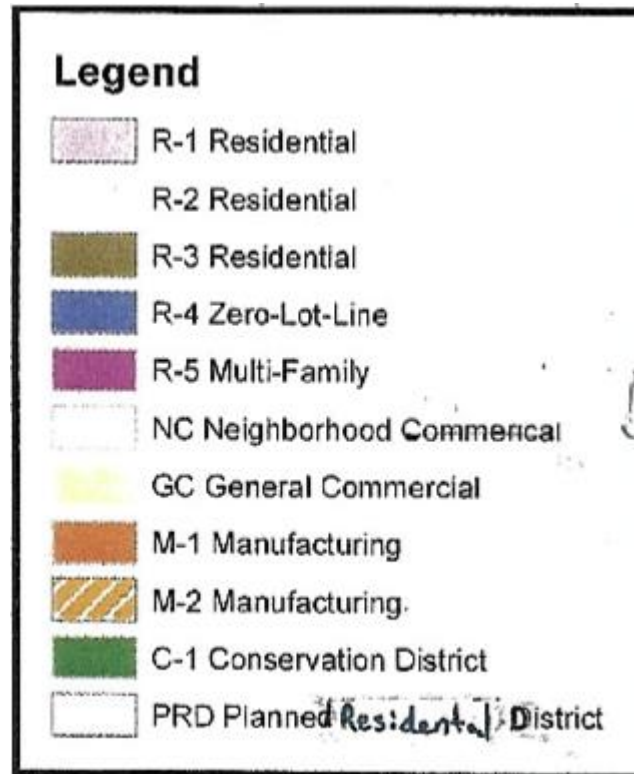 Legend
R-1 Residential
R-2 Residential
R-3 Residential
R-4 Zero-Lot-Line
R-5 Multi-Family
NC Neighborhood Commerical
GC General Commercial
M-1 Manufacturing
M-2 Manufacturing
C-1 Conservation District
PRD Planned Residental District